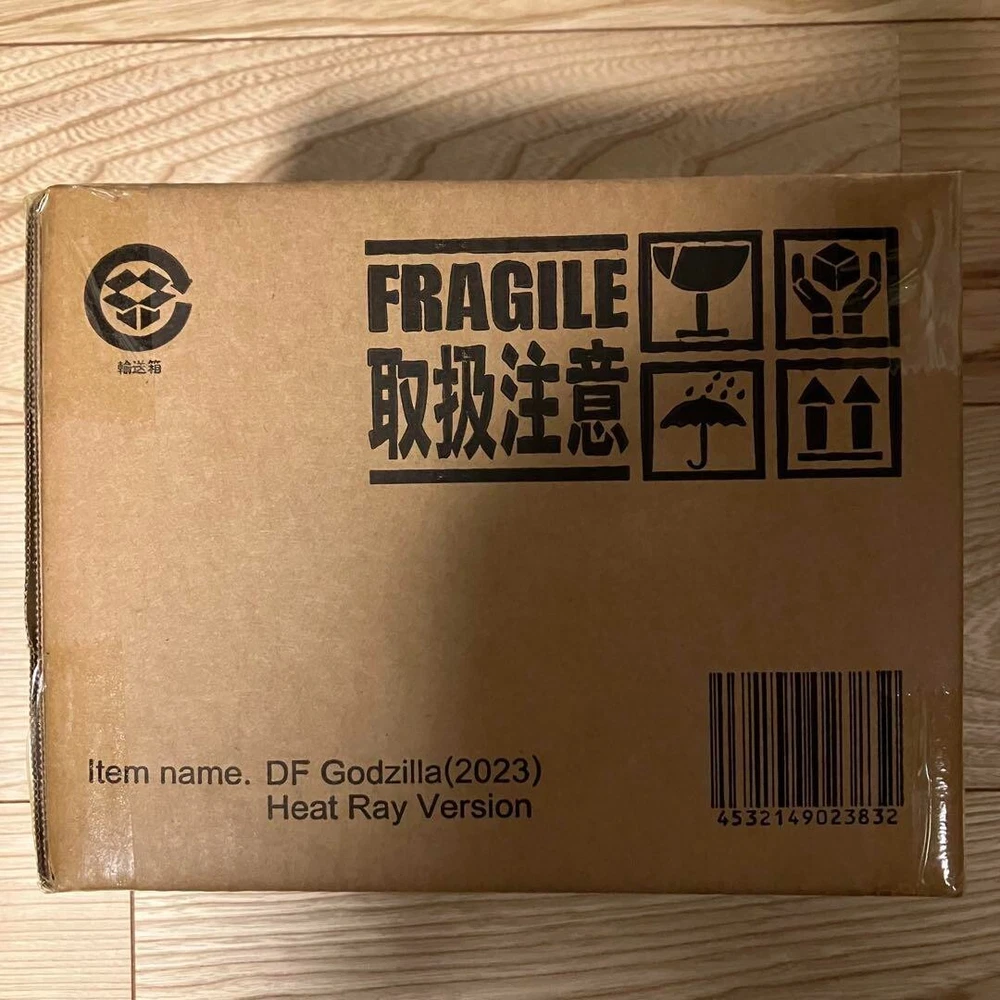 輸送箱
FRAGILE
取扱注意
Item name. DF Godzilla(2023)
Heat Ray Version
4532149023832